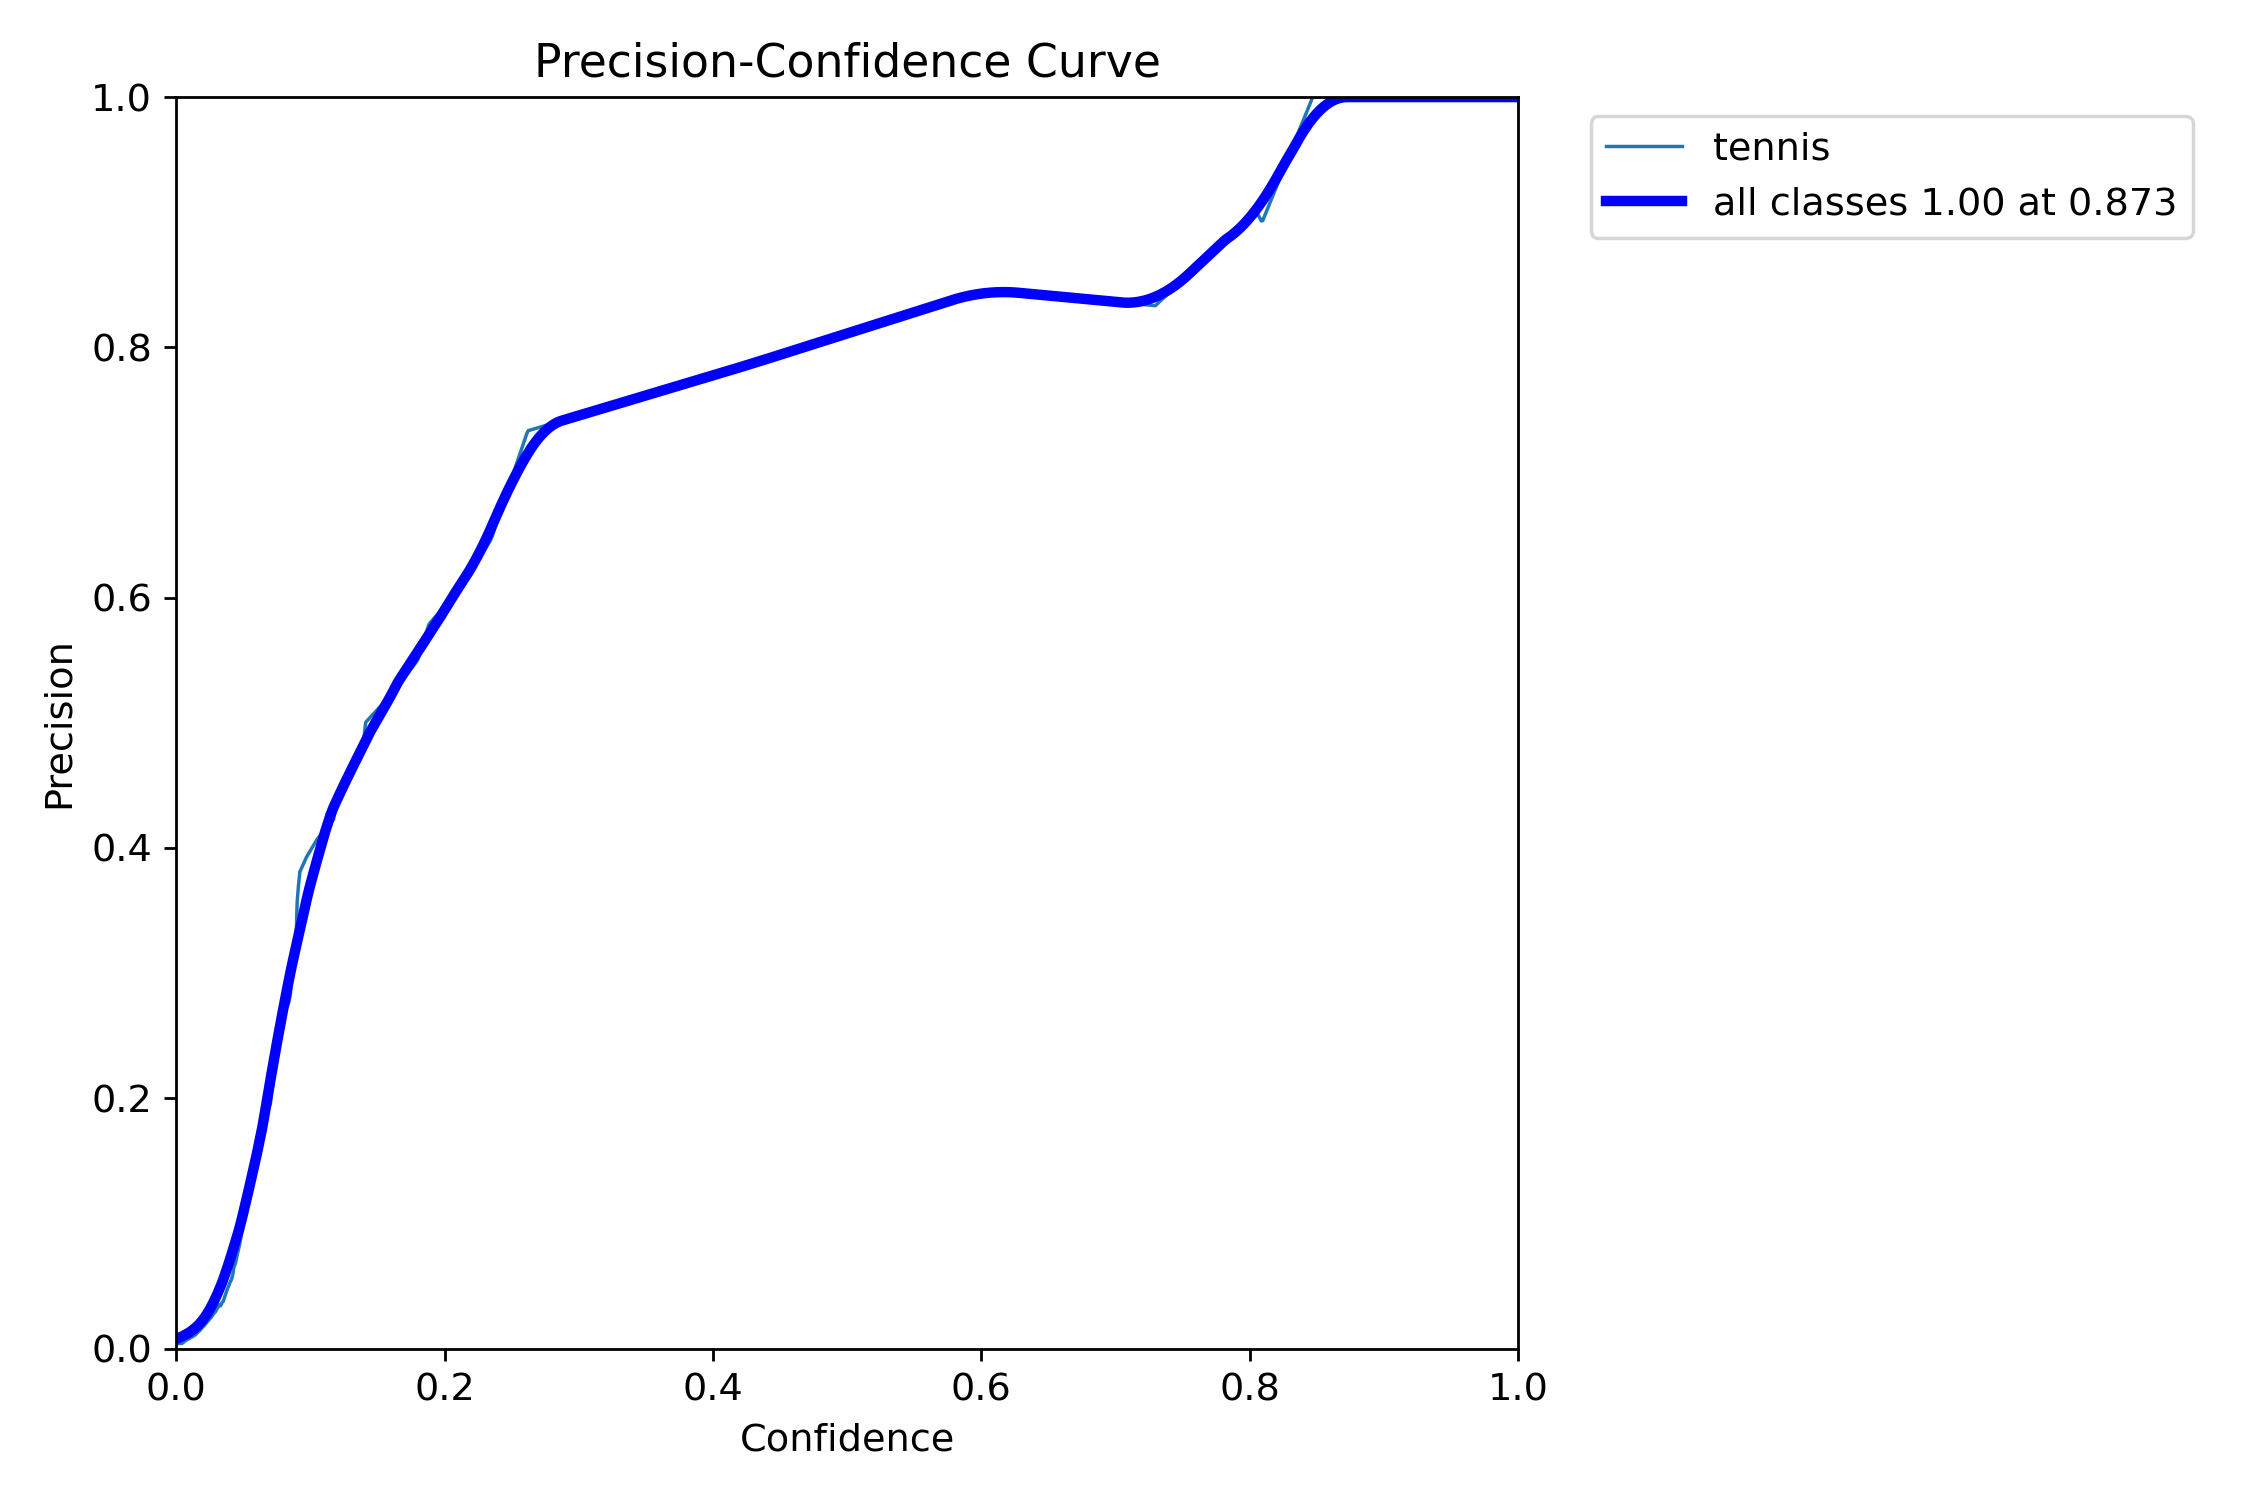 Precision-Confidence Curve
1.0
0.8
0.6
0.4
0.2
0.0
Precision
0.0 0.2 0.4 0.6 0.8 1.0
Confidence
tennis
all classes 1.00 at 0.873